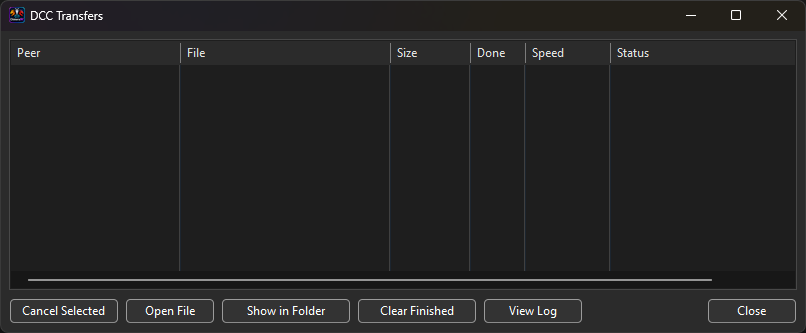 DCC Transfers
Peer File Size Done Speed Status
Cancel Selected Open File Show in Folder Clear Finished View Log Close